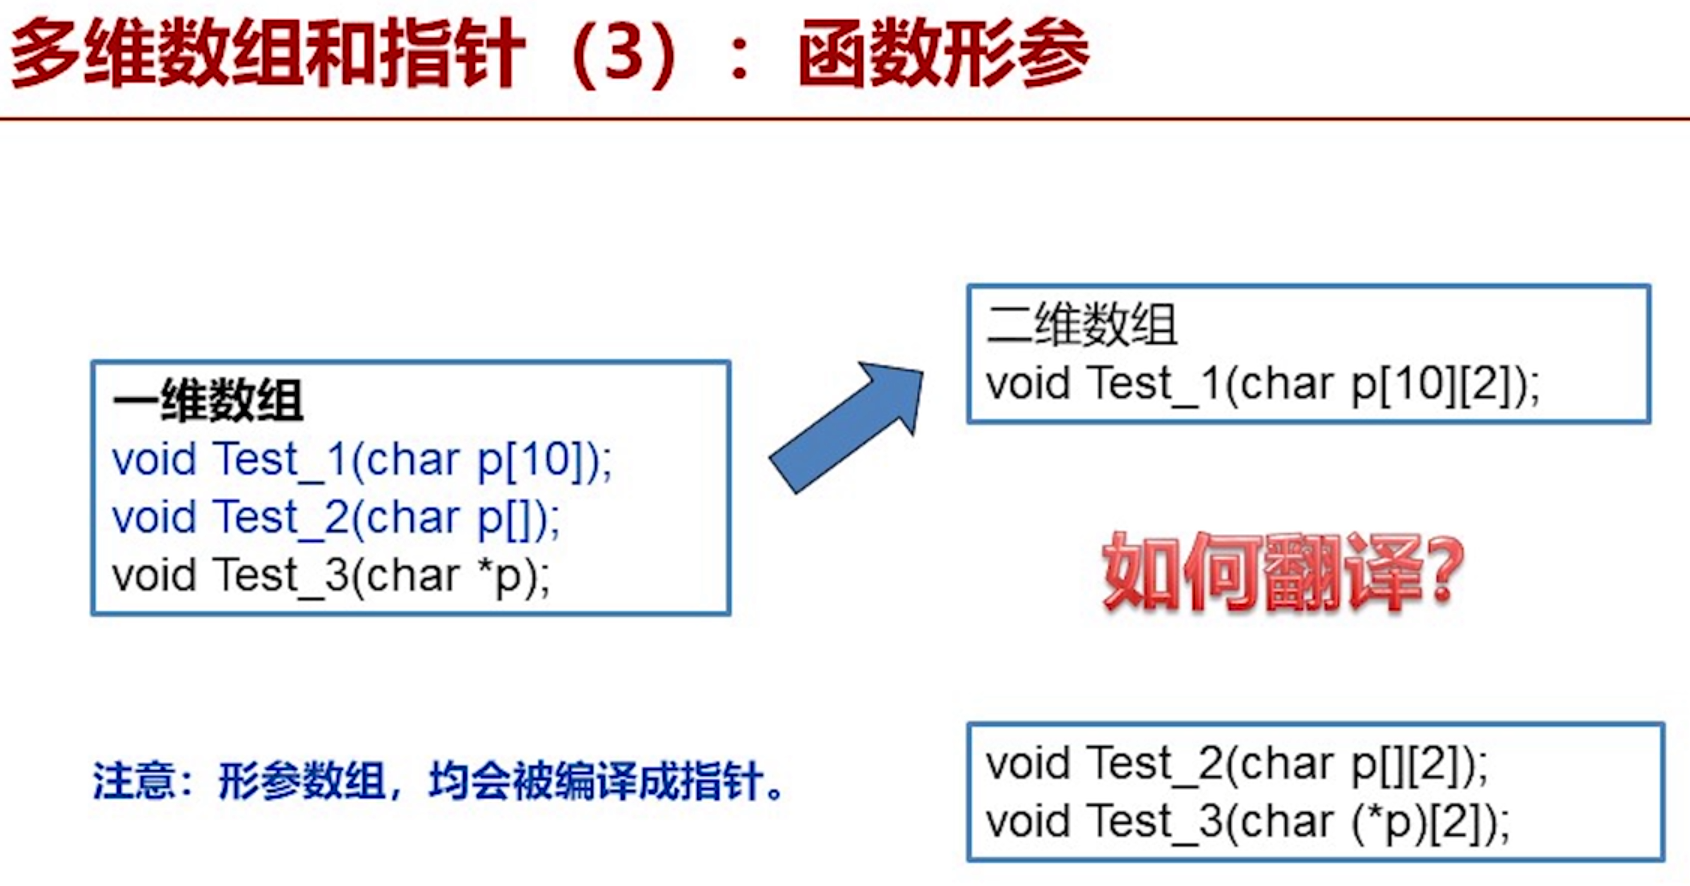 多维数组和指针（3）：函数形参
一维数组
void Test_1(char p[10]);
void Test_2(char p[]);
void Test_3(char *p);
二维数组
void Test_1(char p[10][2]);
如何翻译?
注意：形参数组，均会被编译成指针。
void Test_2(char p[][2]);
void Test_3(char (*p)[2]);